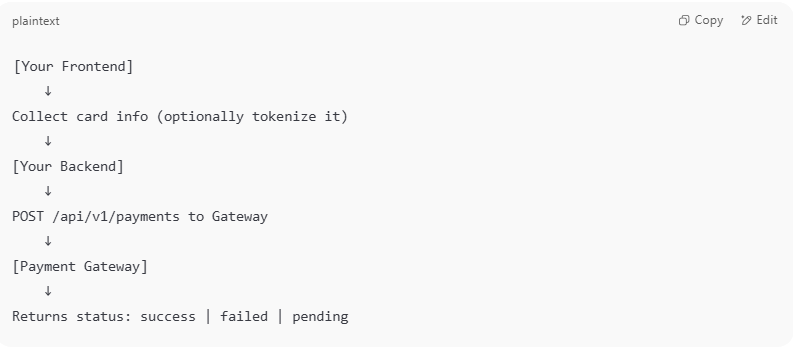 plaintext
Copy
Edit
[Your Frontend]
↓
Collect card info (optionally tokenize it)
↓
[Your Backend]
↓
POST /api/v1/payments to Gateway
↓
[Payment Gateway]
↓
Returns status: success | failed | pending